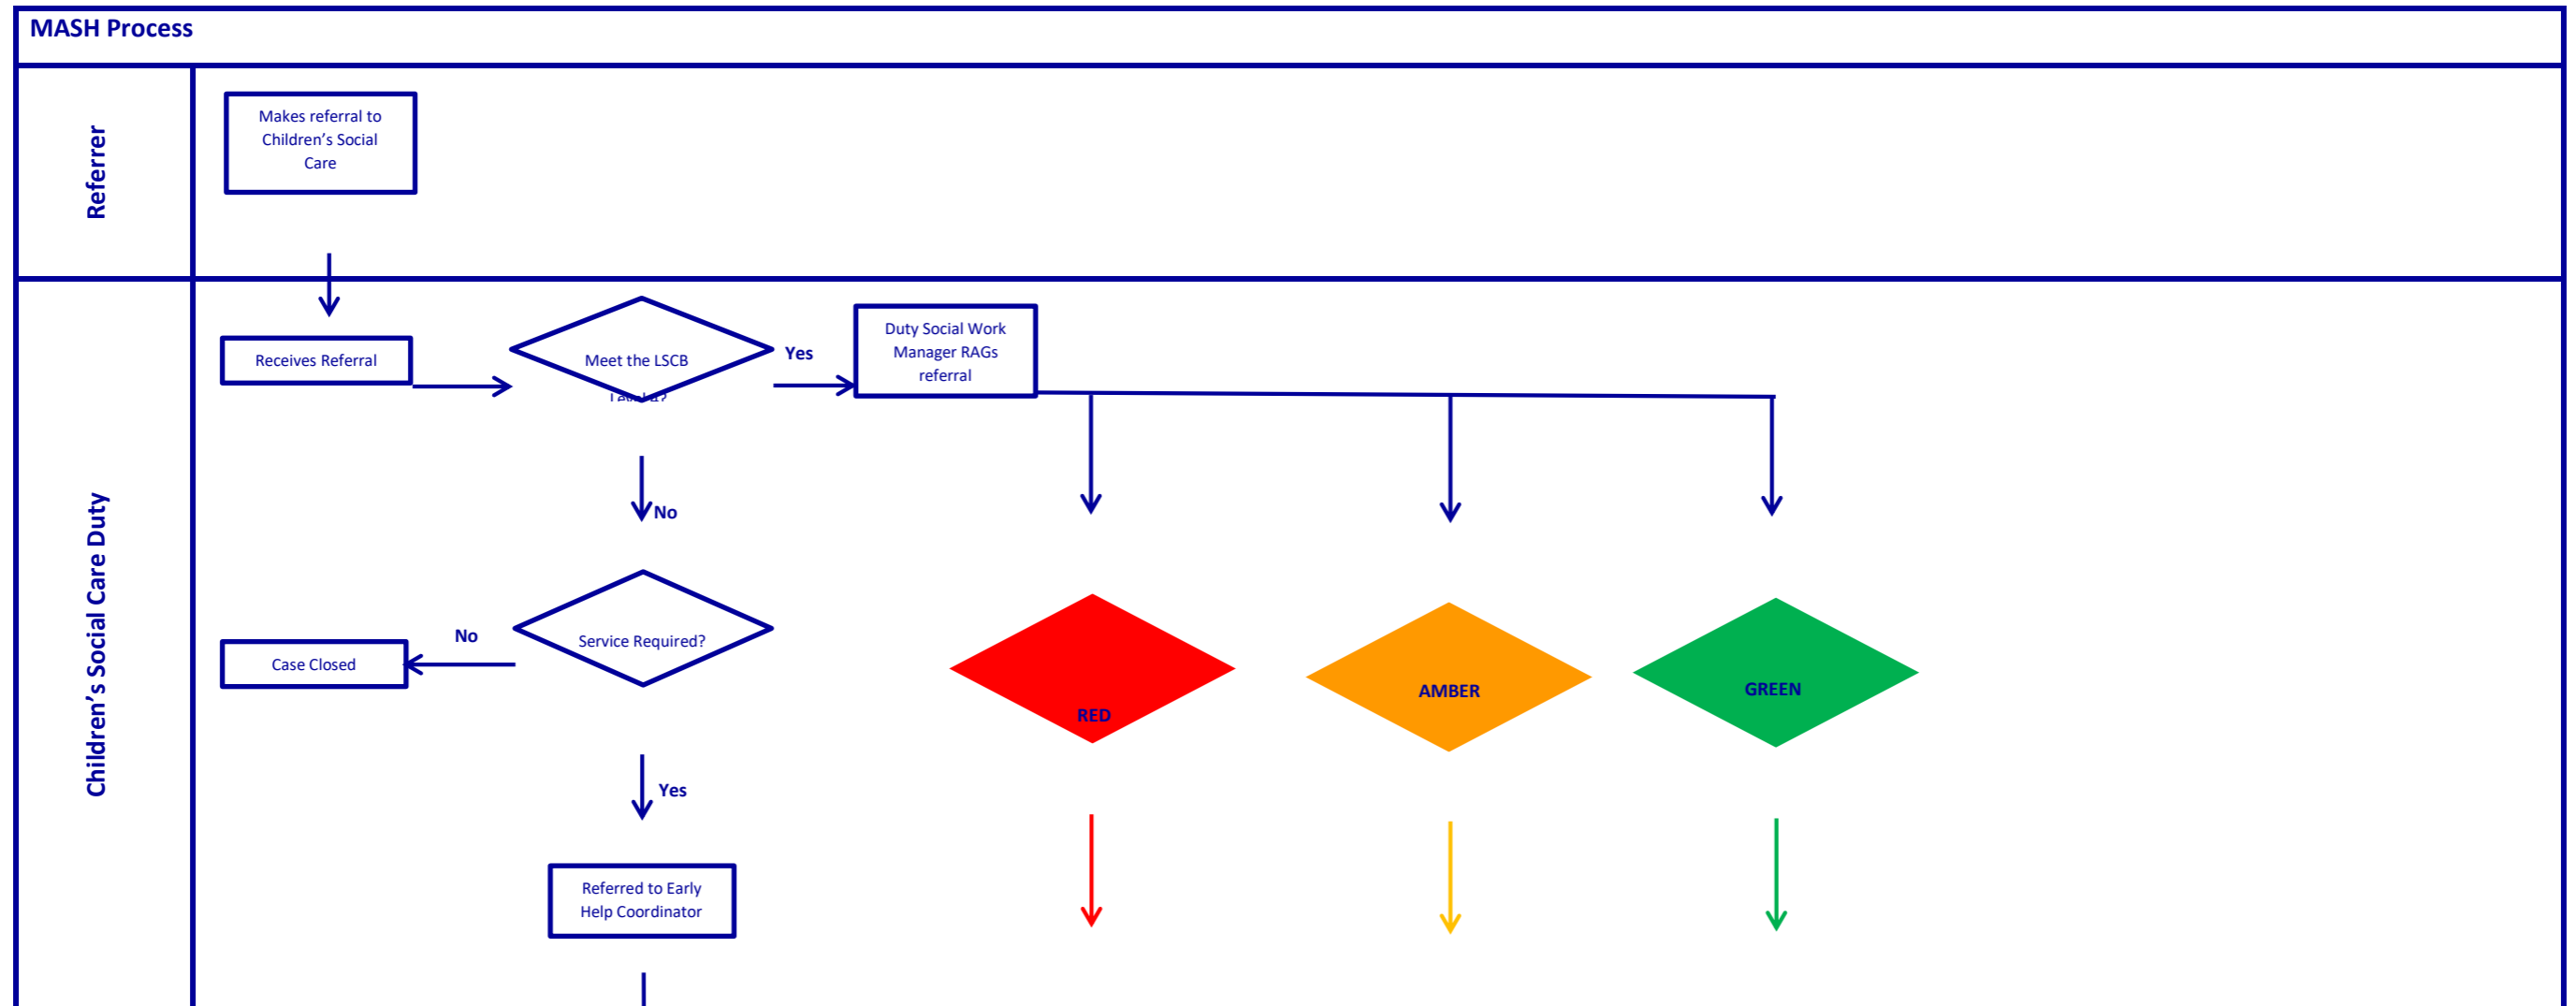 MASH Process
Referrer
Makes referral to
Children's Social
Care
Children's Social Care Duty
Receives Referral
Meet the LSCB
Yes
Duty Social Work
Manager RAGs
referral
No
Service Required?
No
Case Closed
RED
AMBER
GREEN
Yes
Referred to Early
Help Coordinator